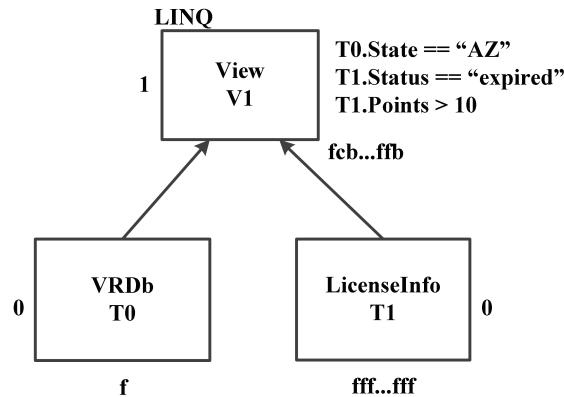 LINQ
1
View
V1
T0.State == “AZ”
T1.Status == “expired”
T1.Points > 10
fcb...ffb
0
VRDb
T0
LicenseInfo
T1
0
f
fff...fff